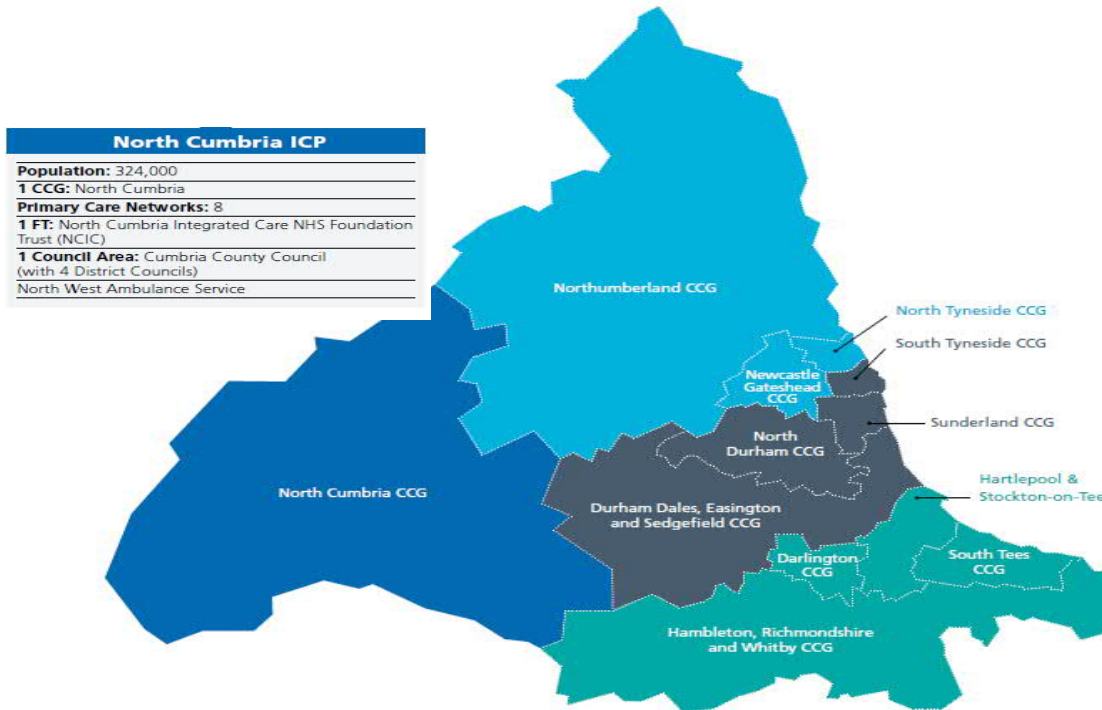 North Cumbria ICP
Population: 324,000
1 CCG: North Cumbria
Primary Care Networks: 8
1 FT: North Cumbria Integrated Care NHS Foundation
Trust (NCIC)
1 Council Area: Cumbria County Council
(with 4 District Councils)
North West Ambulance Service
Northumberland CCG
North Tyneside CCG
South Tyneside CCG
Newcastle
Gateshead
CCG
Sunderland CCG
North
Durham CCG
North Cumbria CCG
Hartlepool &
Stockton-on-Tee
Durham Dales, Easington
and Sedgefield CCG
Darlington
CCG
South Tees
CCG
Hambleton, Richmondshire
and Whitby CCG